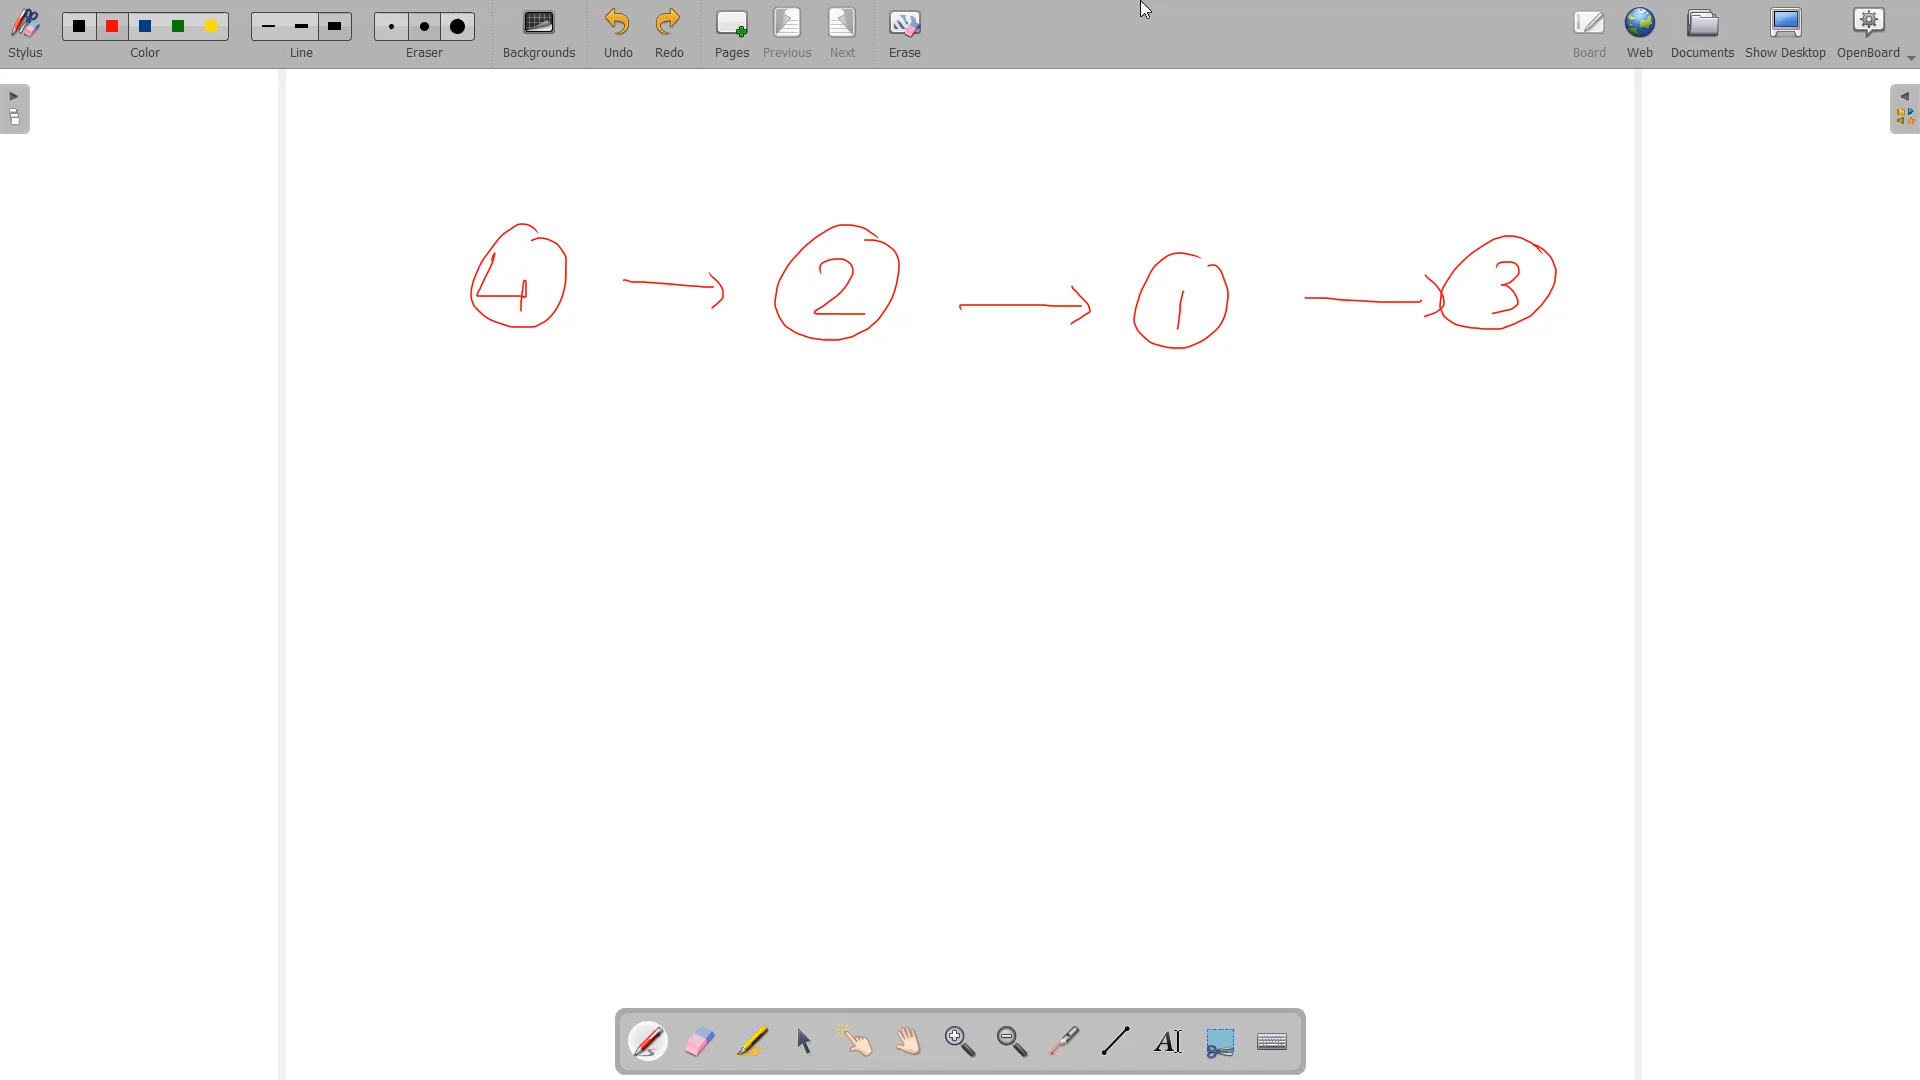 Stylus Color Line Eraser Backgrounds Undo Redo Pages Previous Next Erase Board Web Documents Show Desktop OpenBoard
4 → 2 → 1 → 3
A